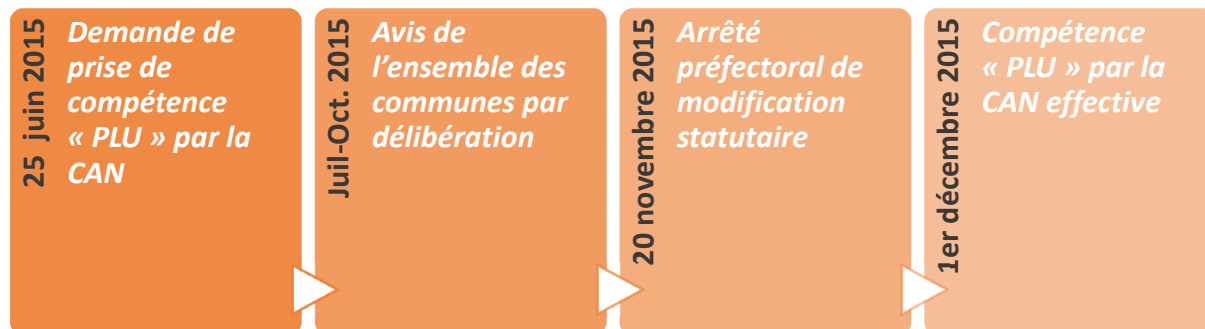 25 juin 2015
Demande de
prise de
compétence
« PLU » par la
CAN
Juil-Oct. 2015
Avis de
l’ensemble des
communes par
délibération
20 novembre 2015
Arrêté
préfectoral de
modification
statutaire
1er décembre 2015
Compétence
« PLU » par la
CAN effective